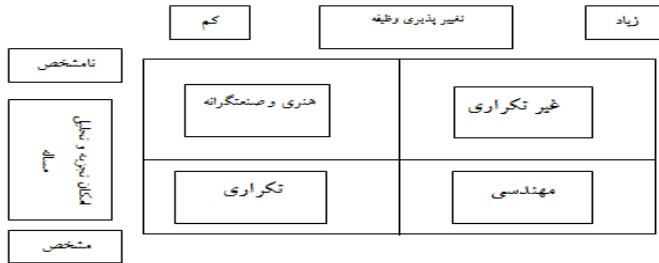 زیاد
تغییر پذیری وظیفه
کم
نامشخص
غیر تکراری
هنری و صنعتگرانه
امکان تجزیه و تحلیل
مساله
مهندسی
تکراری
مشخص